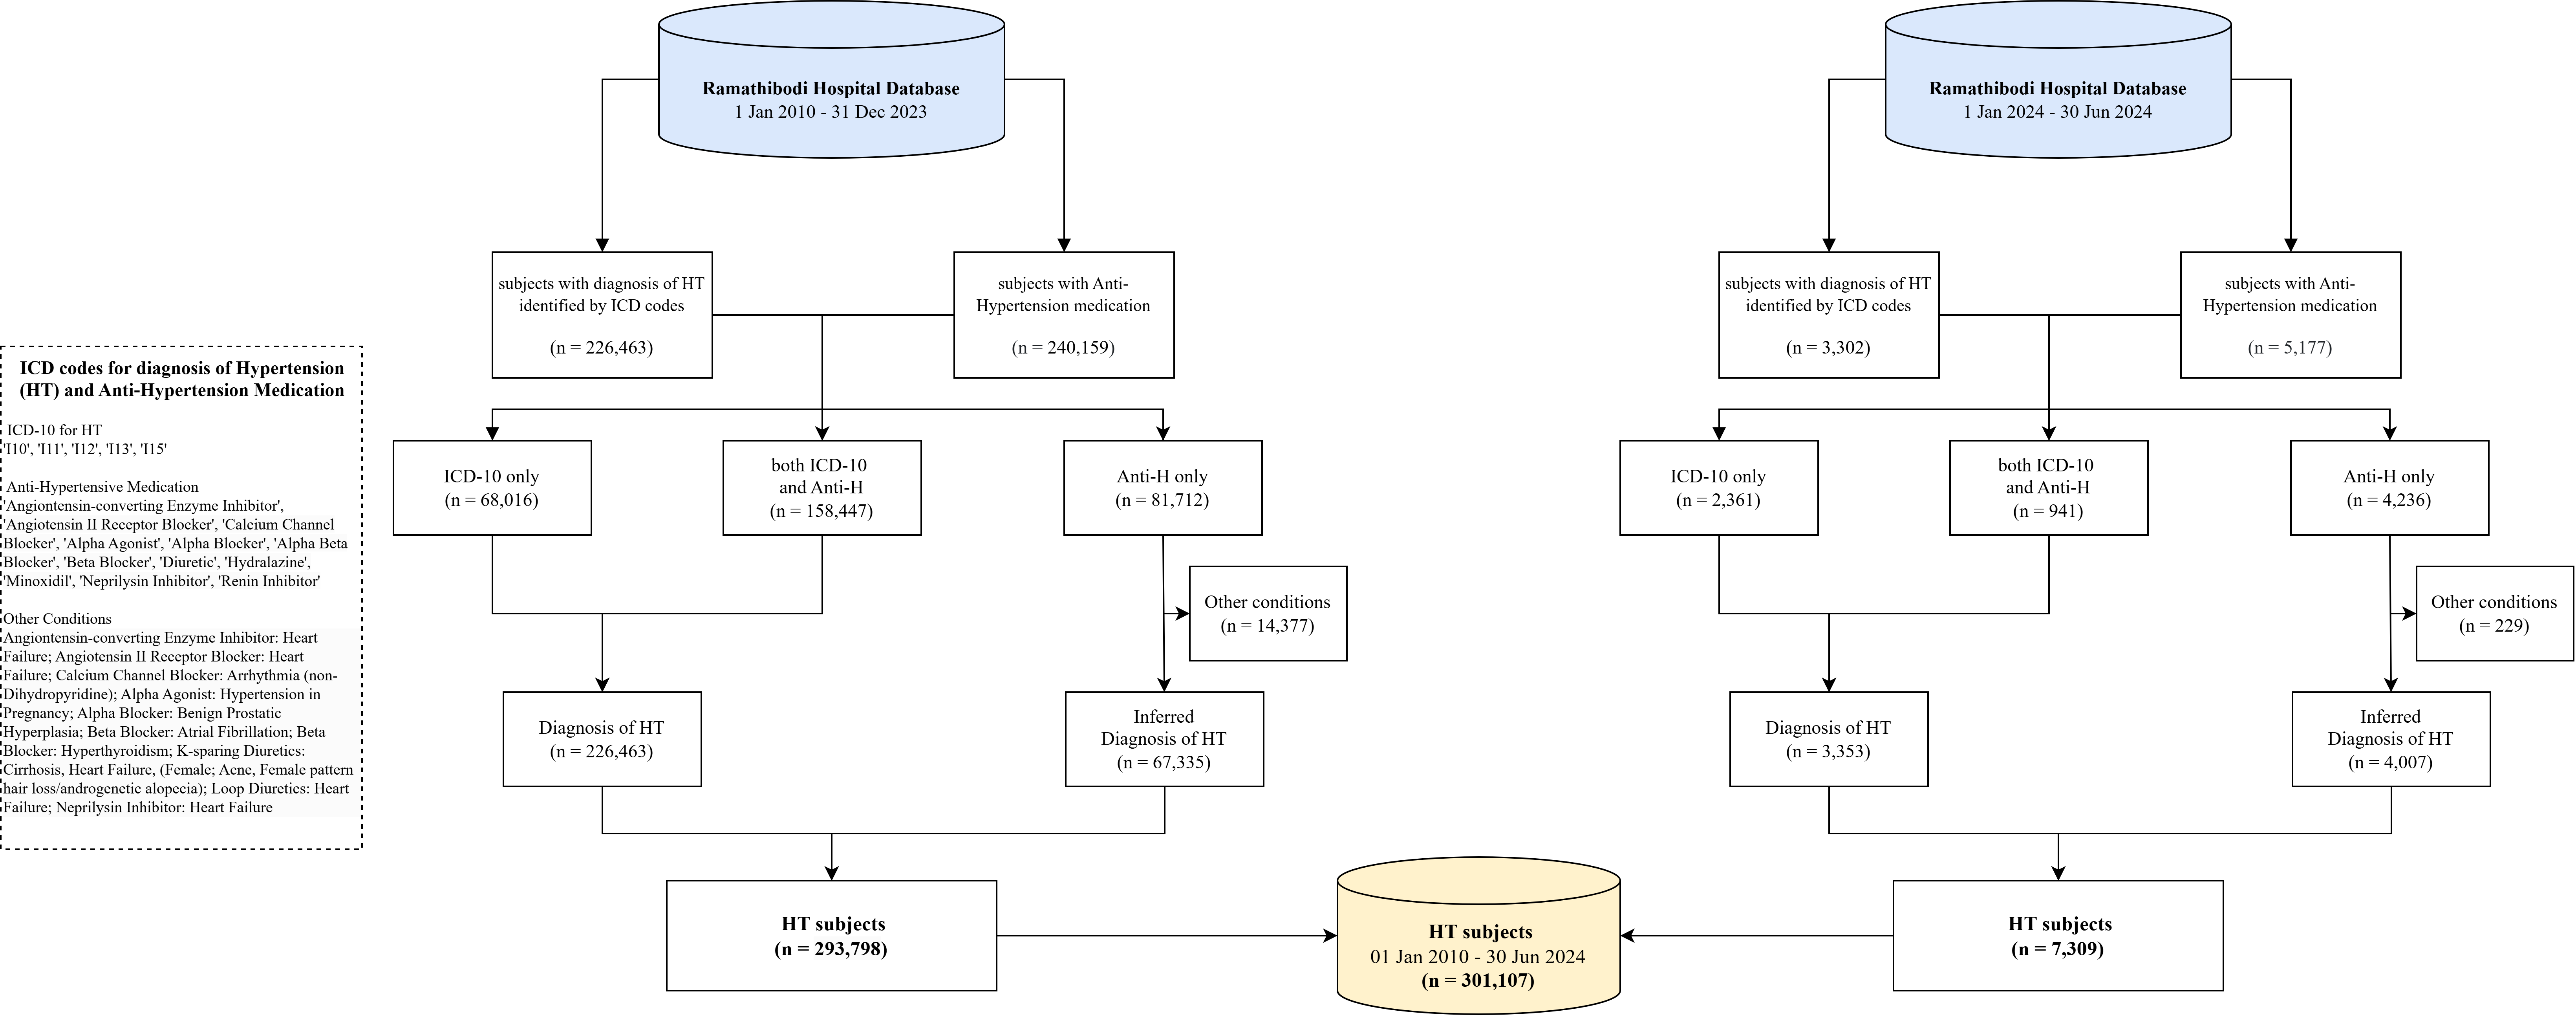 Ramathibodi Hospital Database
1 Jan 2010 - 31 Dec 2023
Ramathibodi Hospital Database
1 Jan 2024 - 30 Jun 2024
subjects with diagnosis of HT
identified by ICD codes
(n = 226,463)
subjects with Anti-
Hypertension medication
(n = 240,159)
subjects with diagnosis of HT
identified by ICD codes
(n = 3,302)
subjects with Anti-
Hypertension medication
(n = 5,177)
ICD codes for diagnosis of Hypertension
(HT) and Anti-Hypertension Medication
ICD-10 for HT
'I10', 'I11', 'I12', 'I13', 'I15'
Anti-Hypertensive Medication
'Angiontensin-converting Enzyme Inhibitor',
'Angiotensin II Receptor Blocker', 'Calcium Channel
Blocker', 'Alpha Agonist', 'Alpha Blocker', 'Alpha Beta
Blocker', 'Beta Blocker', 'Diuretic', 'Hydralazine',
'Minoxidil', 'Neprilysin Inhibitor', 'Renin Inhibitor'
Other Conditions
Angiontensin-converting Enzyme Inhibitor: Heart
Failure; Angiotensin II Receptor Blocker: Heart
Failure; Calcium Channel Blocker: Arrhythmia (non-
Dihydropyridine); Alpha Agonist: Hypertension in
Pregnancy; Alpha Blocker: Benign Prostatic
Hyperplasia; Beta Blocker: Atrial Fibrillation; Beta
Blocker: Hyperthyroidism; K-sparing Diuretics:
Cirrhosis, Heart Failure, (Female; Acne, Female pattern
hair loss/androgenetic alopecia); Loop Diuretics: Heart
Failure; Neprilysin Inhibitor: Heart Failure
ICD-10 only
(n = 68,016)
both ICD-10
and Anti-H
(n = 158,447)
Anti-H only
(n = 81,712)
ICD-10 only
(n = 2,361)
both ICD-10
and Anti-H
(n = 941)
Anti-H only
(n = 4,236)
Other conditions
(n = 14,377)
Other conditions
(n = 229)
Diagnosis of HT
(n = 226,463)
Inferred
Diagnosis of HT
(n = 67,335)
Diagnosis of HT
(n = 3,353)
Inferred
Diagnosis of HT
(n = 4,007)
HT subjects
(n = 293,798)
HT subjects
01 Jan 2010 - 30 Jun 2024
(n = 301,107)
HT subjects
(n = 7,309)